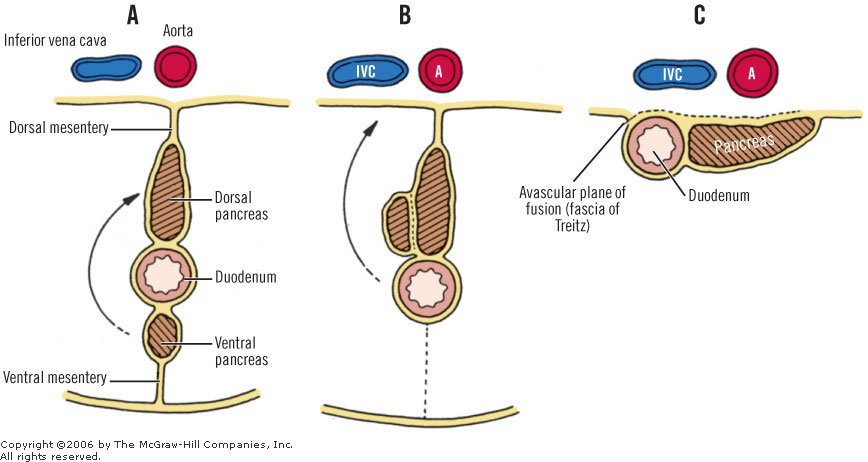 A
B
C
Inferior vena cava
Aorta
IVC
A
IVC
A
Dorsal mesentery
Dorsal
pancreas
Duodenum
Ventral
pancreas
Ventral mesentery
Pancreas
Avascular plane of
fusion (fascia of
Treitz)
Duodenum
Copyright ©2006 by The McGraw-Hill Companies, Inc.
All rights reserved.